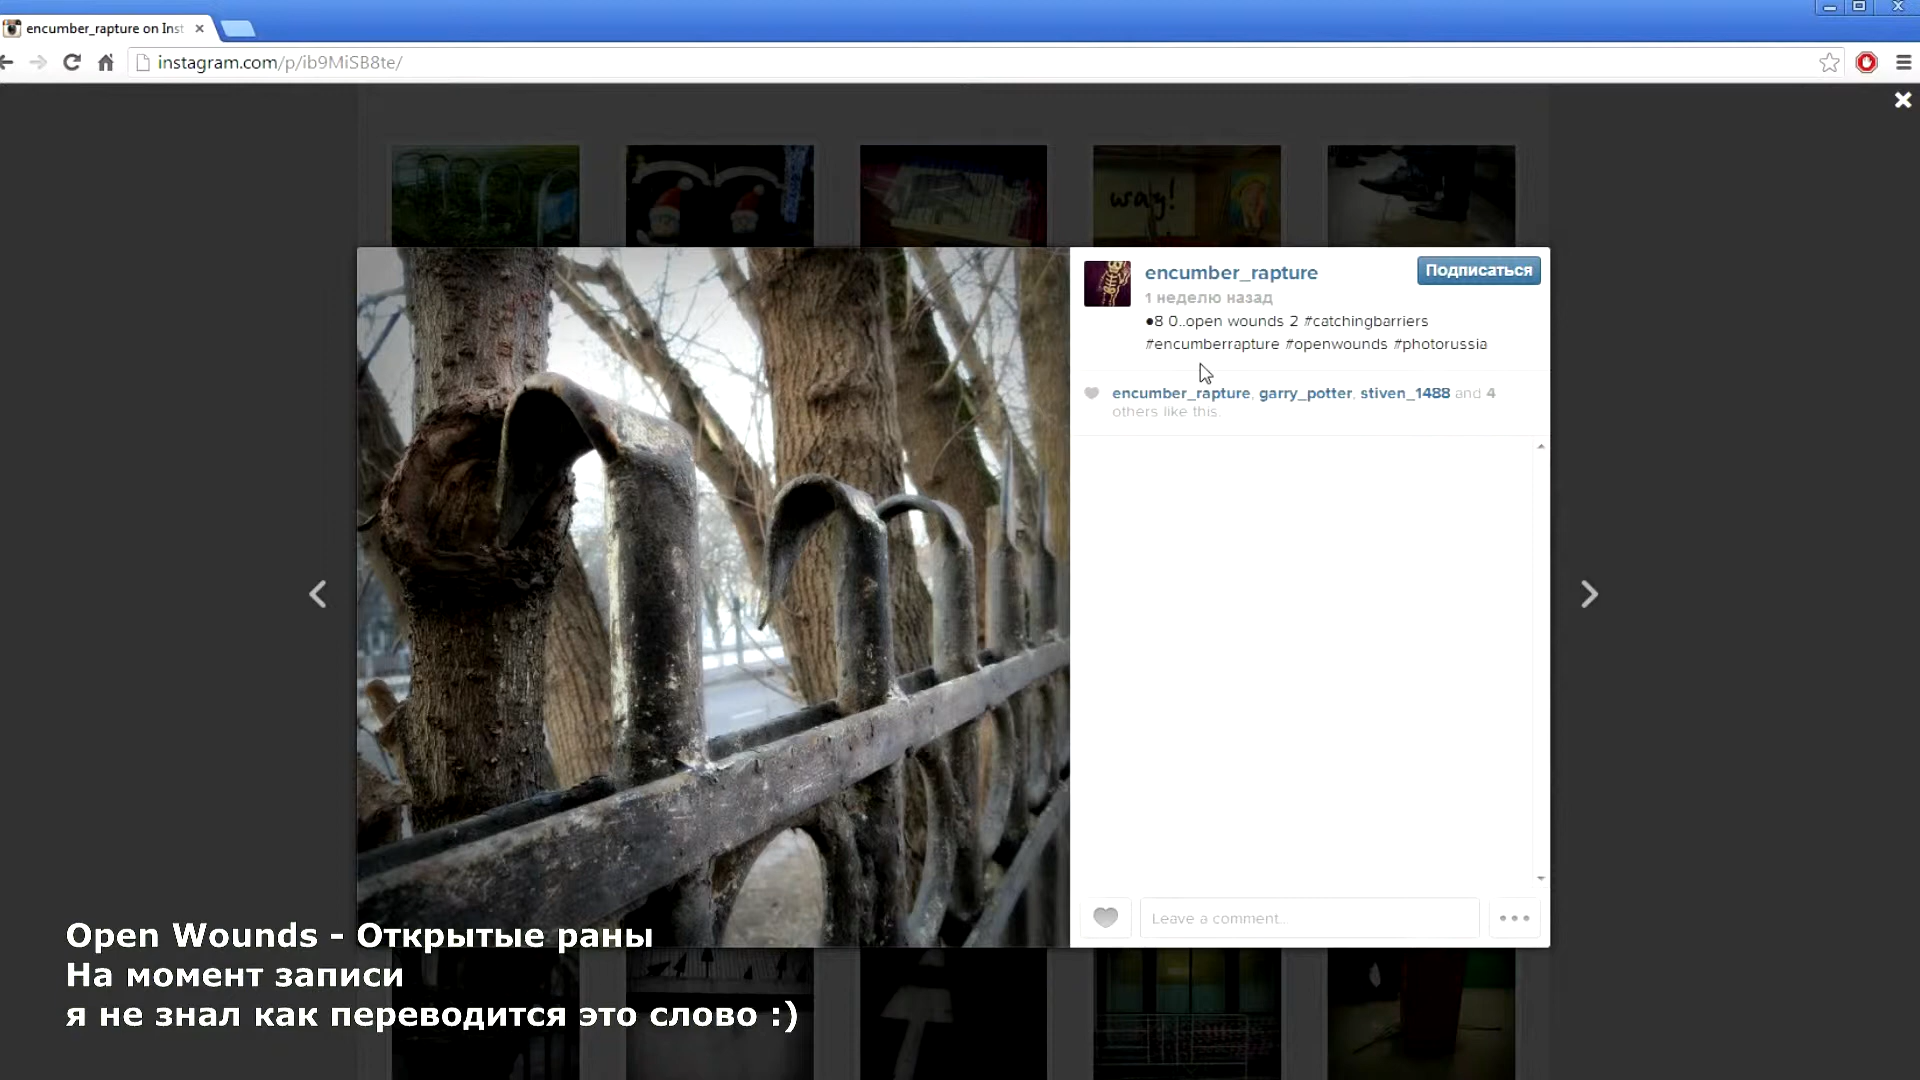 encumber_rapture on Inst
instagram.com/p/ib9MiSB8te/
wraty!
encumber_rapture
Подписаться
1 неделю назад
●8 0..open wounds 2 #catchingbarriers
#encumberrapture #openwounds #photorussia
encumber_rapture, garry_potter, stiven_1488 and 4
others like this.
Leave a comment...
Open Wounds - Открытые раны
На момент записи
я не знал как переводится это слово :)